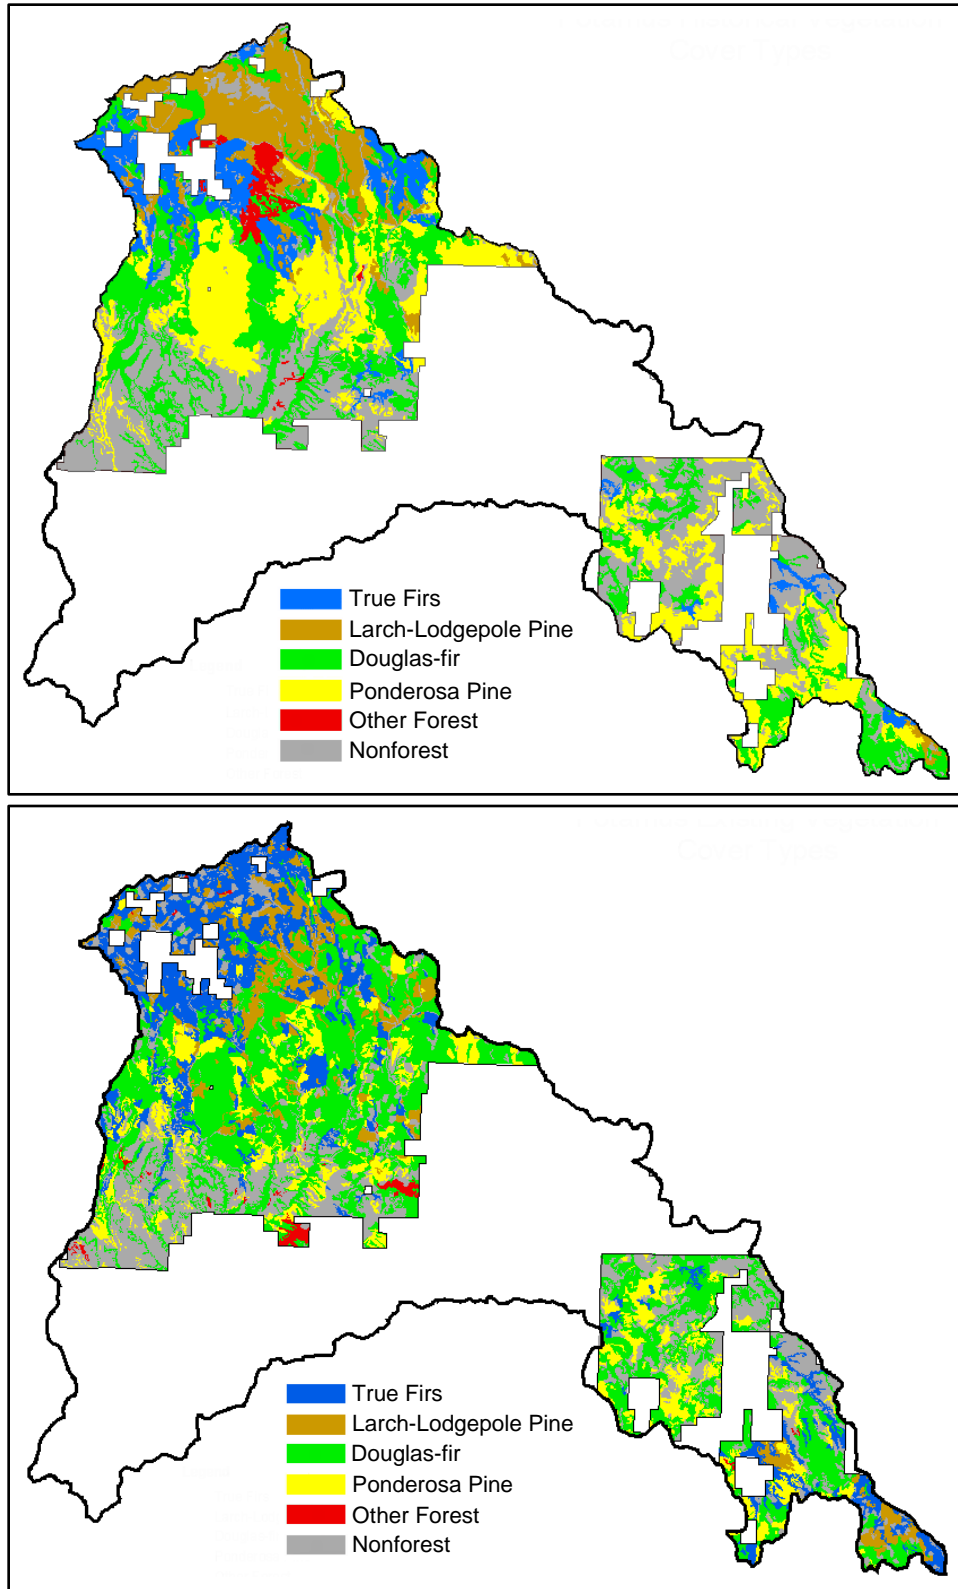 True Firs
Larch-Lodgepole Pine
Douglas-fir
Ponderosa Pine
Other Forest
Nonforest
True Firs
Larch-Lodgepole Pine
Douglas-fir
Ponderosa Pine
Other Forest
Nonforest